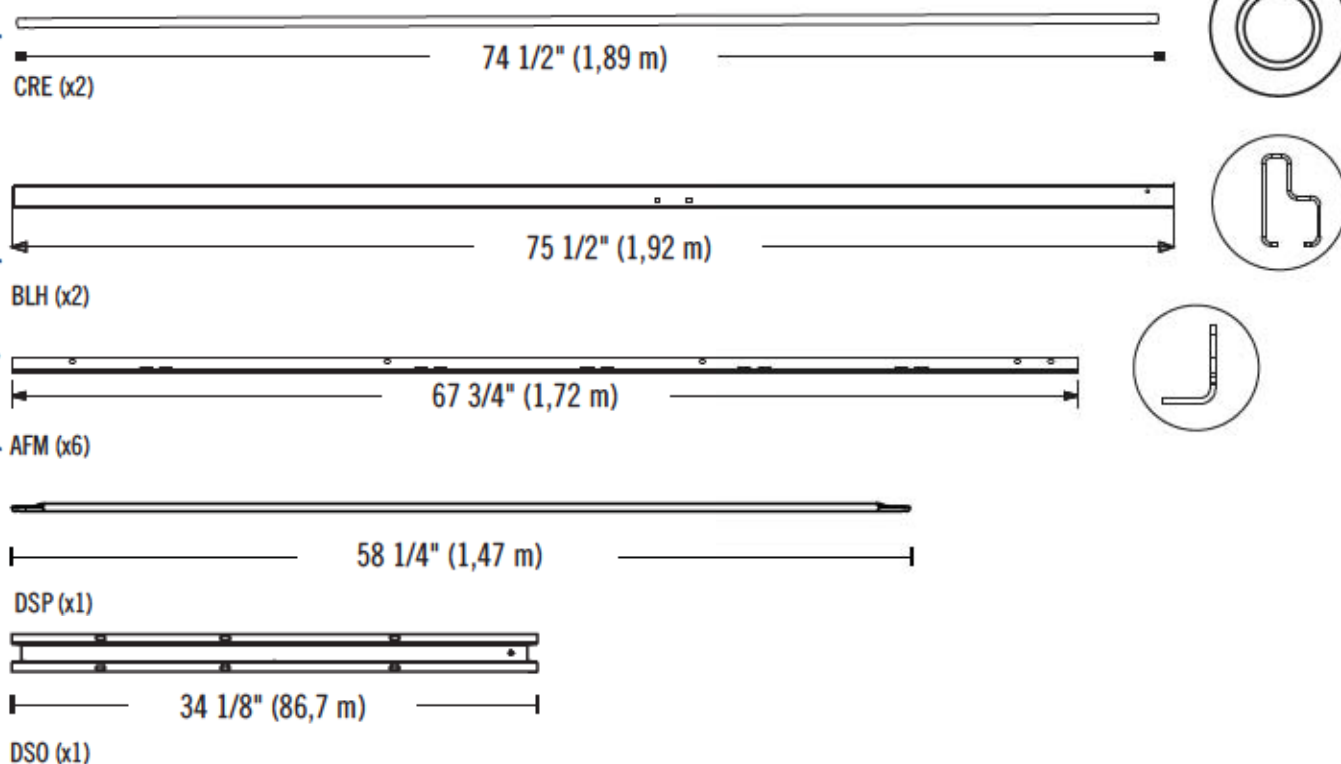 74 1/2" (1,89 m)
CRE (x2)
75 1/2" (1,92 m)
BLH (x2)
67 3/4" (1,72 m)
AFM (x6)
58 1/4" (1,47 m)
DSP (x1)
34 1/8" (86,7 m)
DSO (x1)